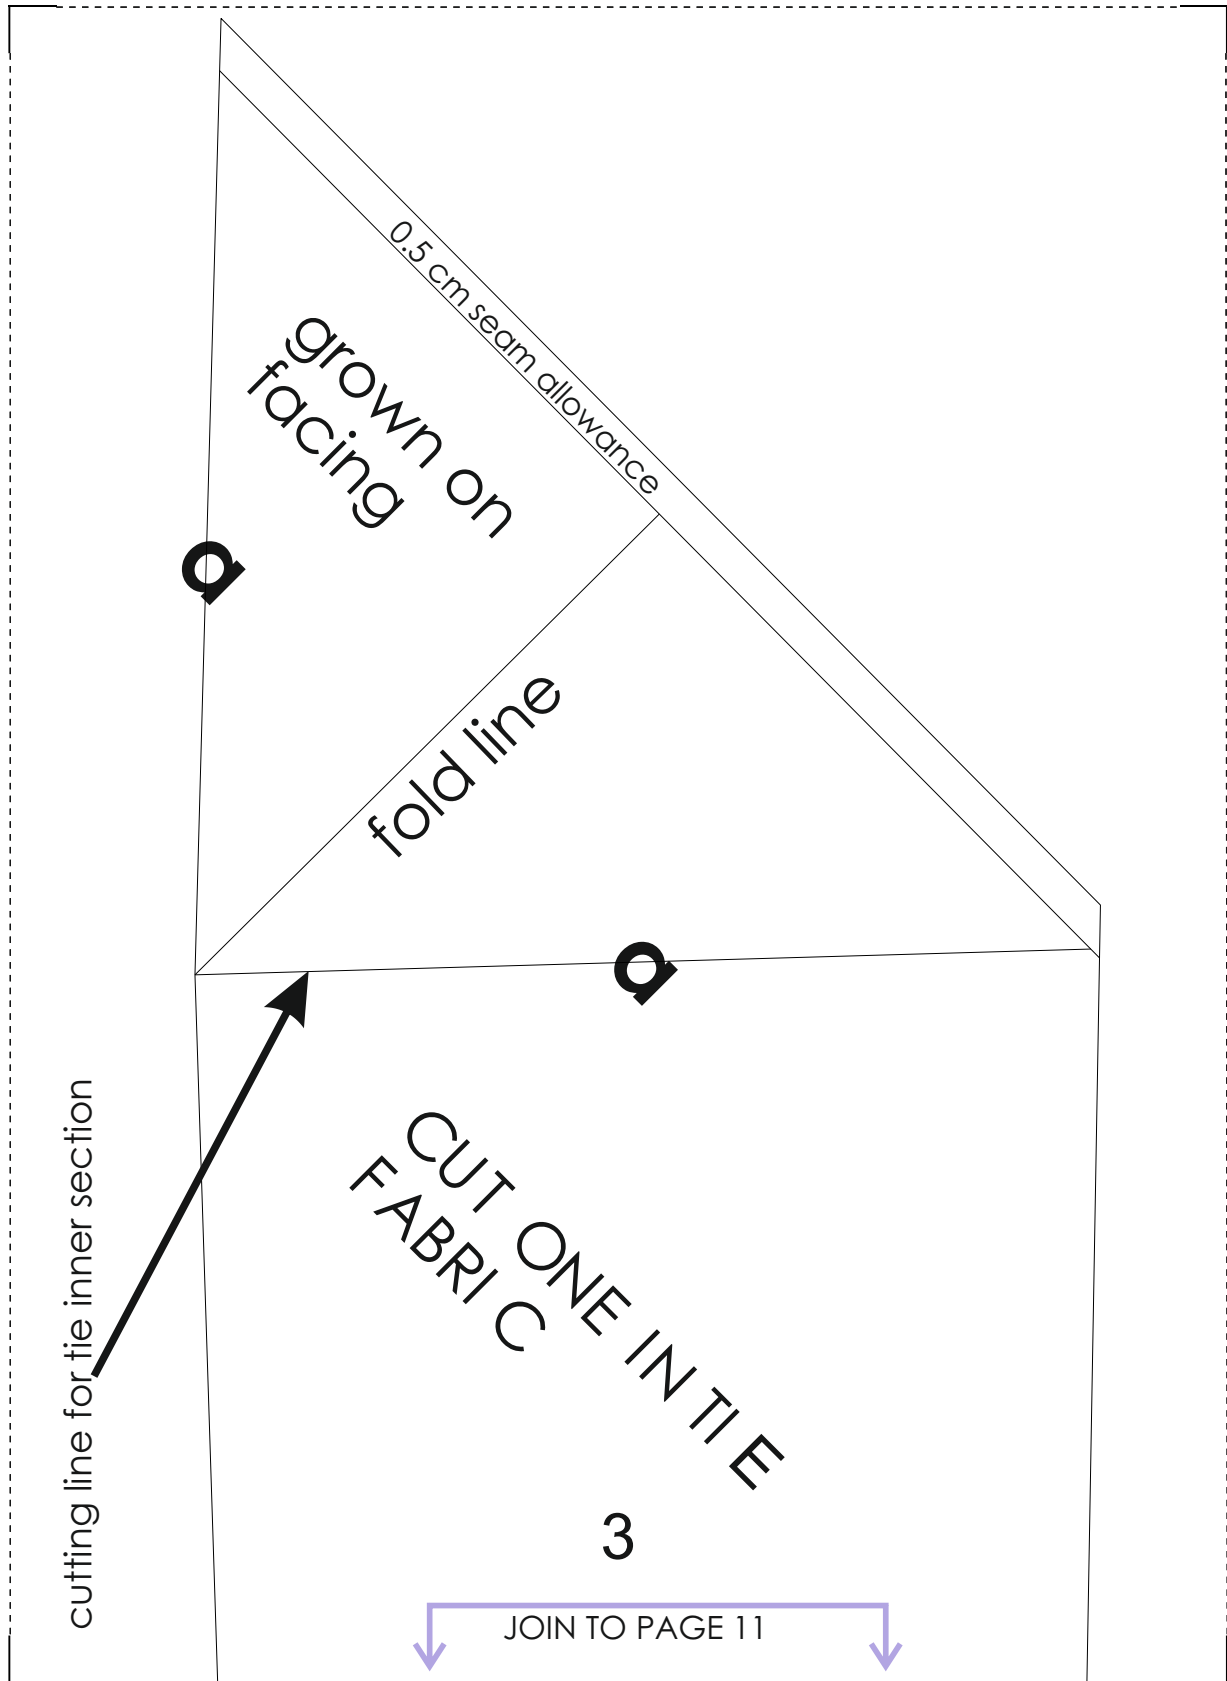 0.5 cm seam allowance
grown on
facing
a
fold line
a
cutting line for tie inner section
CUT ONE IN TI E
FABRI C
3
JOIN TO PAGE 11